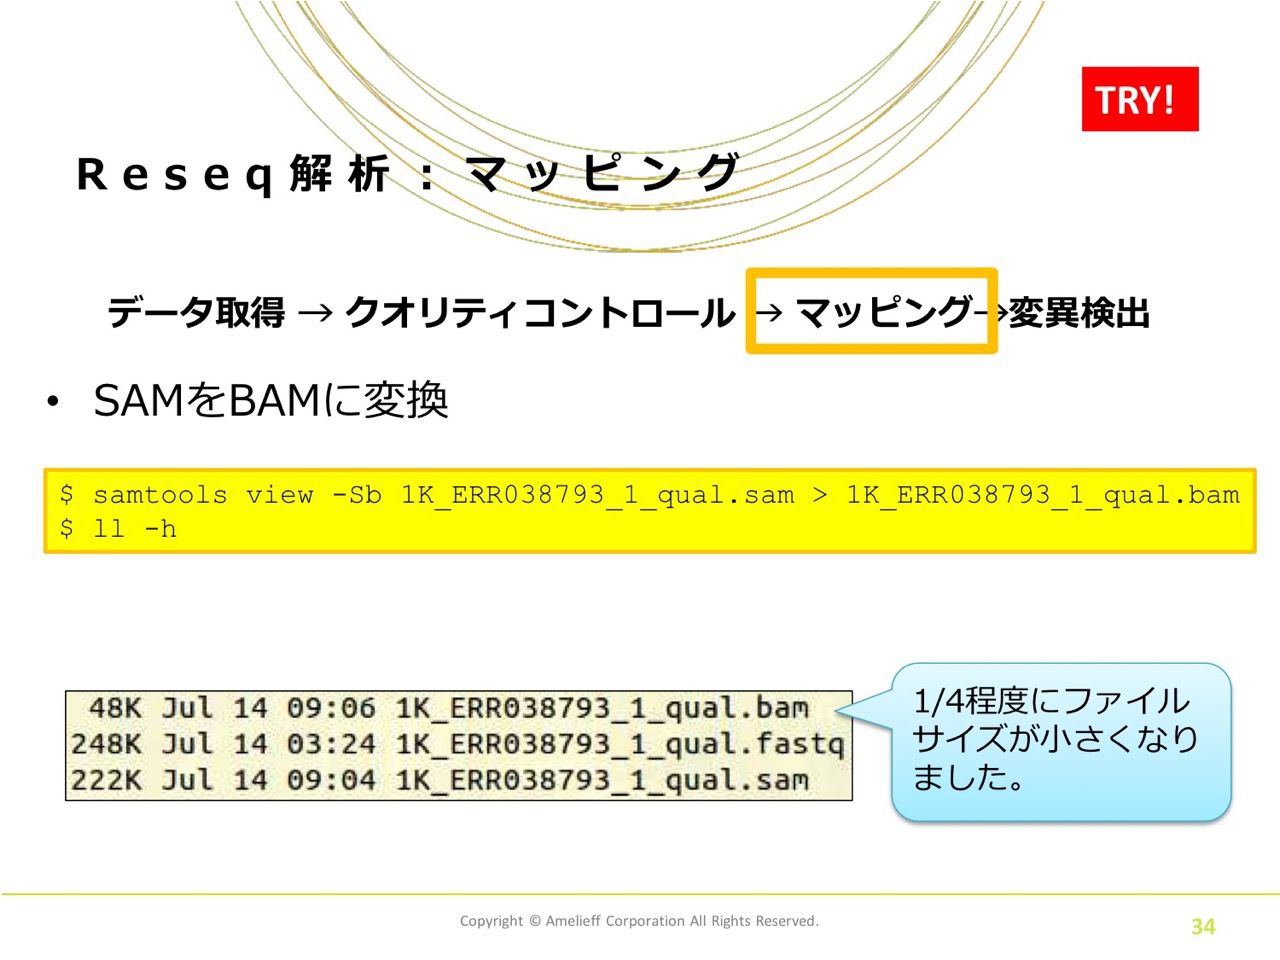 TRY!
Reseq解析：マッピング
データ取得 → クオリティコントロール → マッピング→変異検出
• SAMをBAMに変換
$ samtools view -Sb 1K_ERR038793_1_qual.sam > 1K_ERR038793_1_qual.bam
$ ll -h
48K Jul 14 09:06 1K_ERR038793_1_qual.bam
248K Jul 14 03:24 1K_ERR038793_1_qual.fastq
222K Jul 14 09:04 1K_ERR038793_1_qual.sam
1/4程度にファイル
サイズが小さくなり
ました。
Copyright © Amelieff Corporation All Rights Reserved.
34